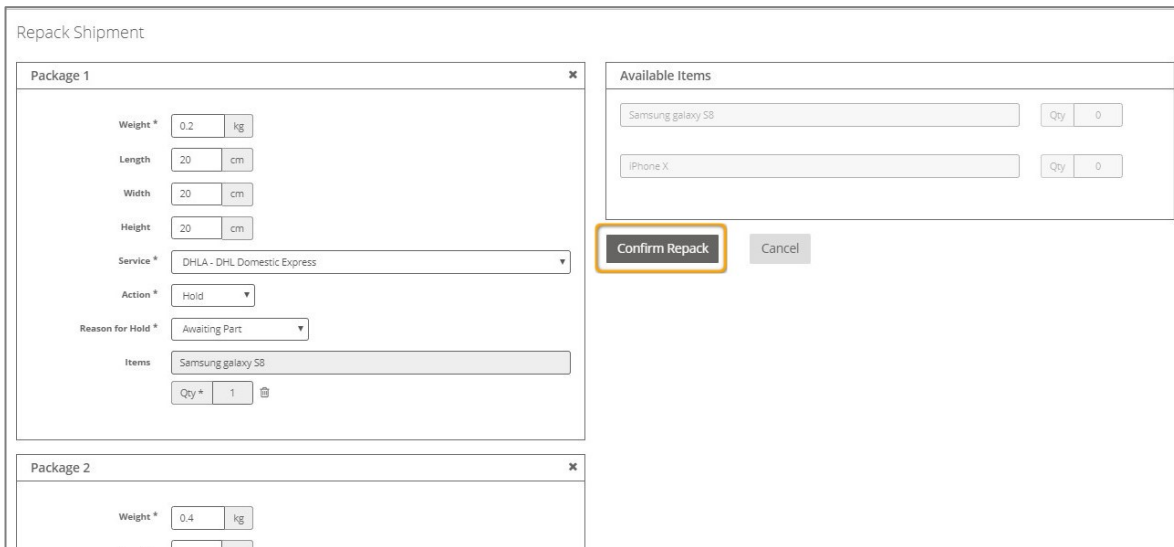 Repack Shipment
Package 1
Weight * 0.2 kg
Length 20 cm
Width 20 cm
Height 20 cm
Service * DHLA - DHL Domestic Express
Action * Hold
Reason for Hold * Awaiting Part
Items Samsung galaxy S8
Qty * 1
Package 2
Weight * 0.4 kg
Available Items
Samsung galaxy S8 Qty 0
iPhone X Qty 0
Confirm Repack Cancel